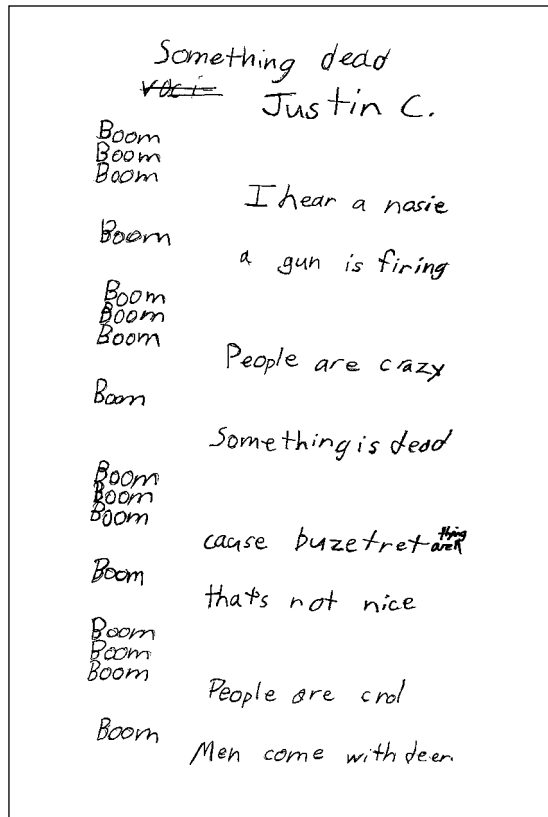 Something dead
Justin C.
Boom
Boom
Boom
I hear a nasie
Boom
a gun is firing
Boom
Boom
Boom
People are crazy
Boom
Something is dead
Boom
Boom
Boom
cause buzetret
Boom
that's not nice
Boom
Boom
Boom
People are crol
Boom
Men come with deer